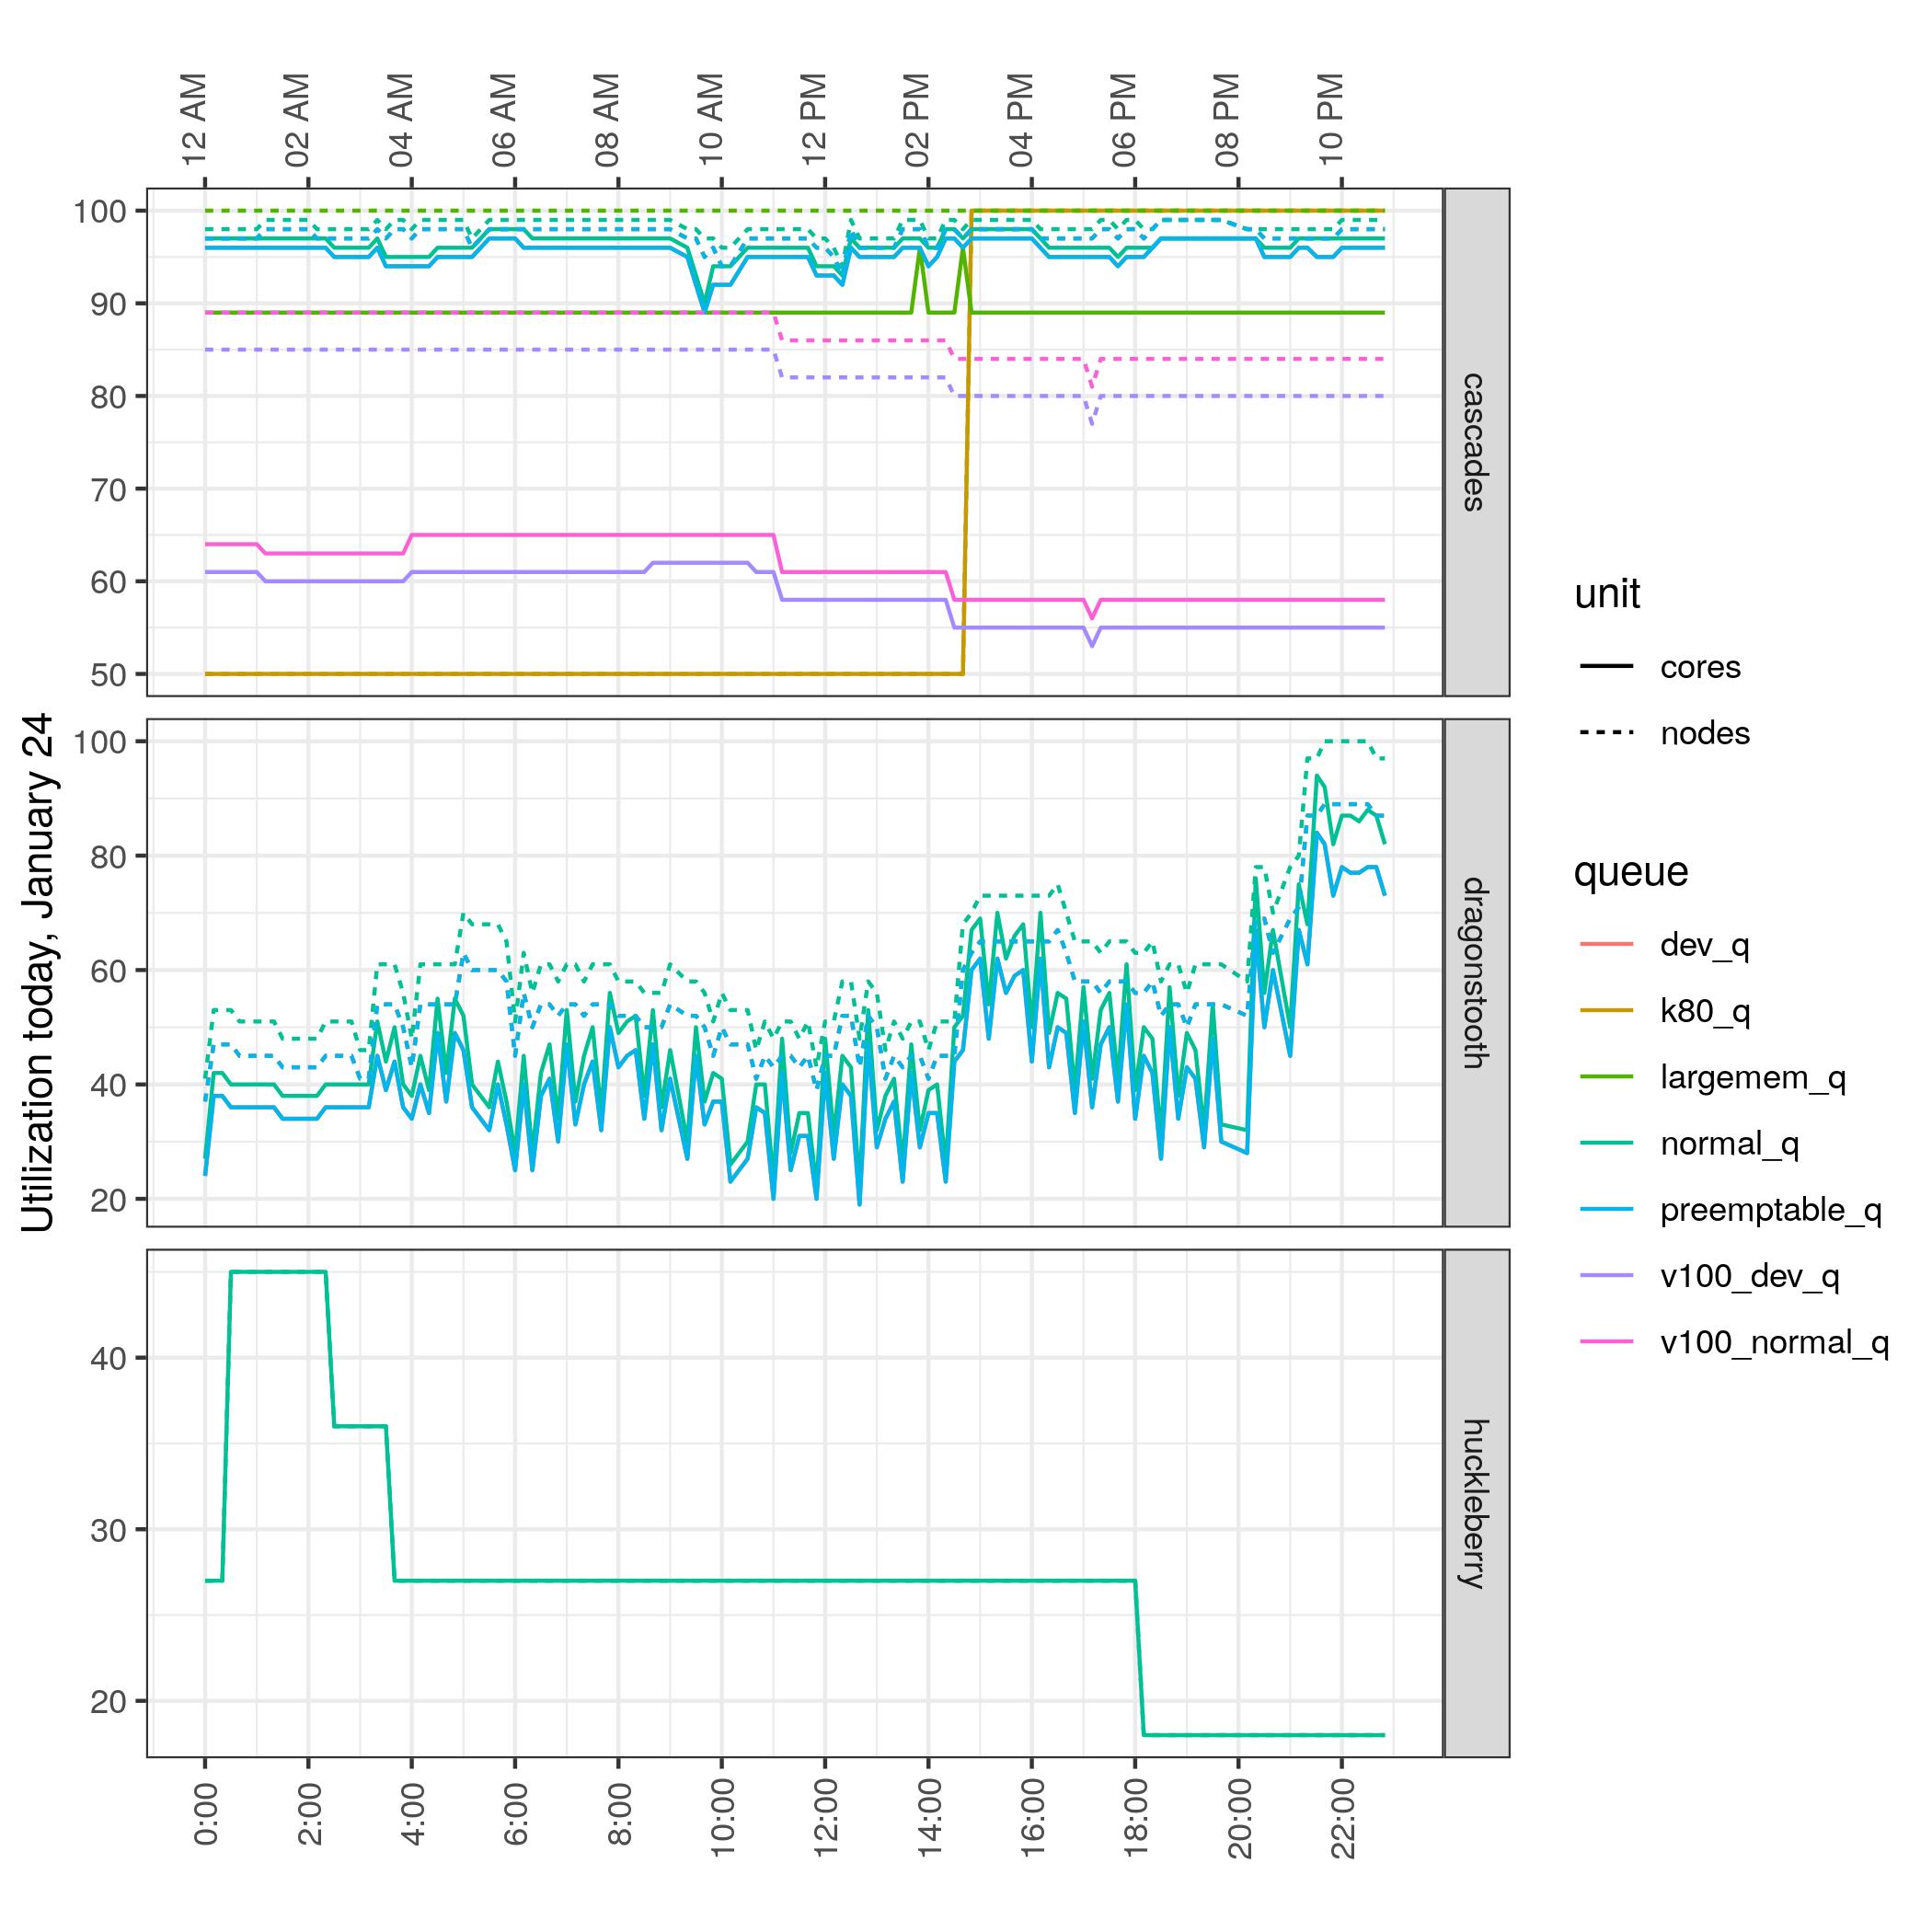 12 AM
02 AM
04 AM
06 AM
08 AM
10 AM
12 PM
02 PM
04 PM
06 PM
08 PM
10 PM
Utilization today, January 24
100
90
80
70
60
50
cascades
100
80
60
40
20
dragonstooth
40
30
20
huckleberry
0:00
2:00
4:00
6:00
8:00
10:00
12:00
14:00
16:00
18:00
20:00
22:00
unit
cores
nodes
queue
dev_q
k80_q
largemem_q
normal_q
preemptable_q
v100_dev_q
v100_normal_q